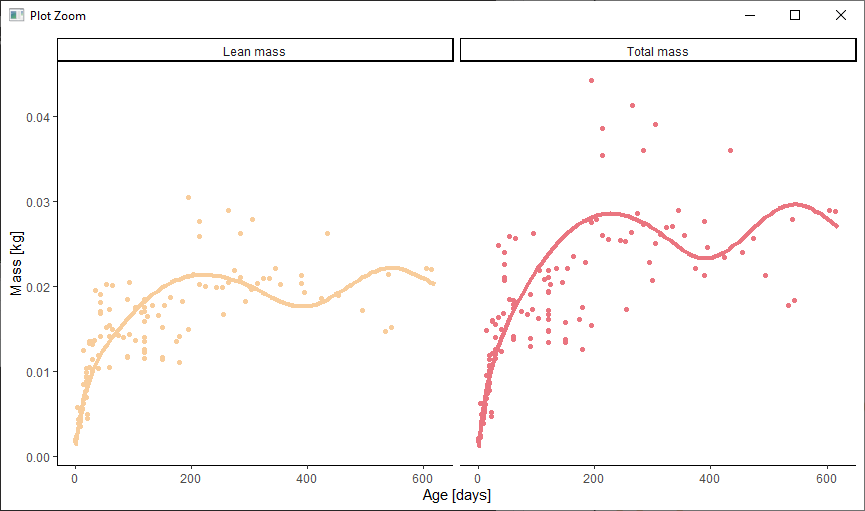 Plot Zoom
Lean mass
Total mass
Mass [kg]
0.04
0.03
0.02
0.01
0.00
0 200 400 600
0 200 400 600
Age [days]